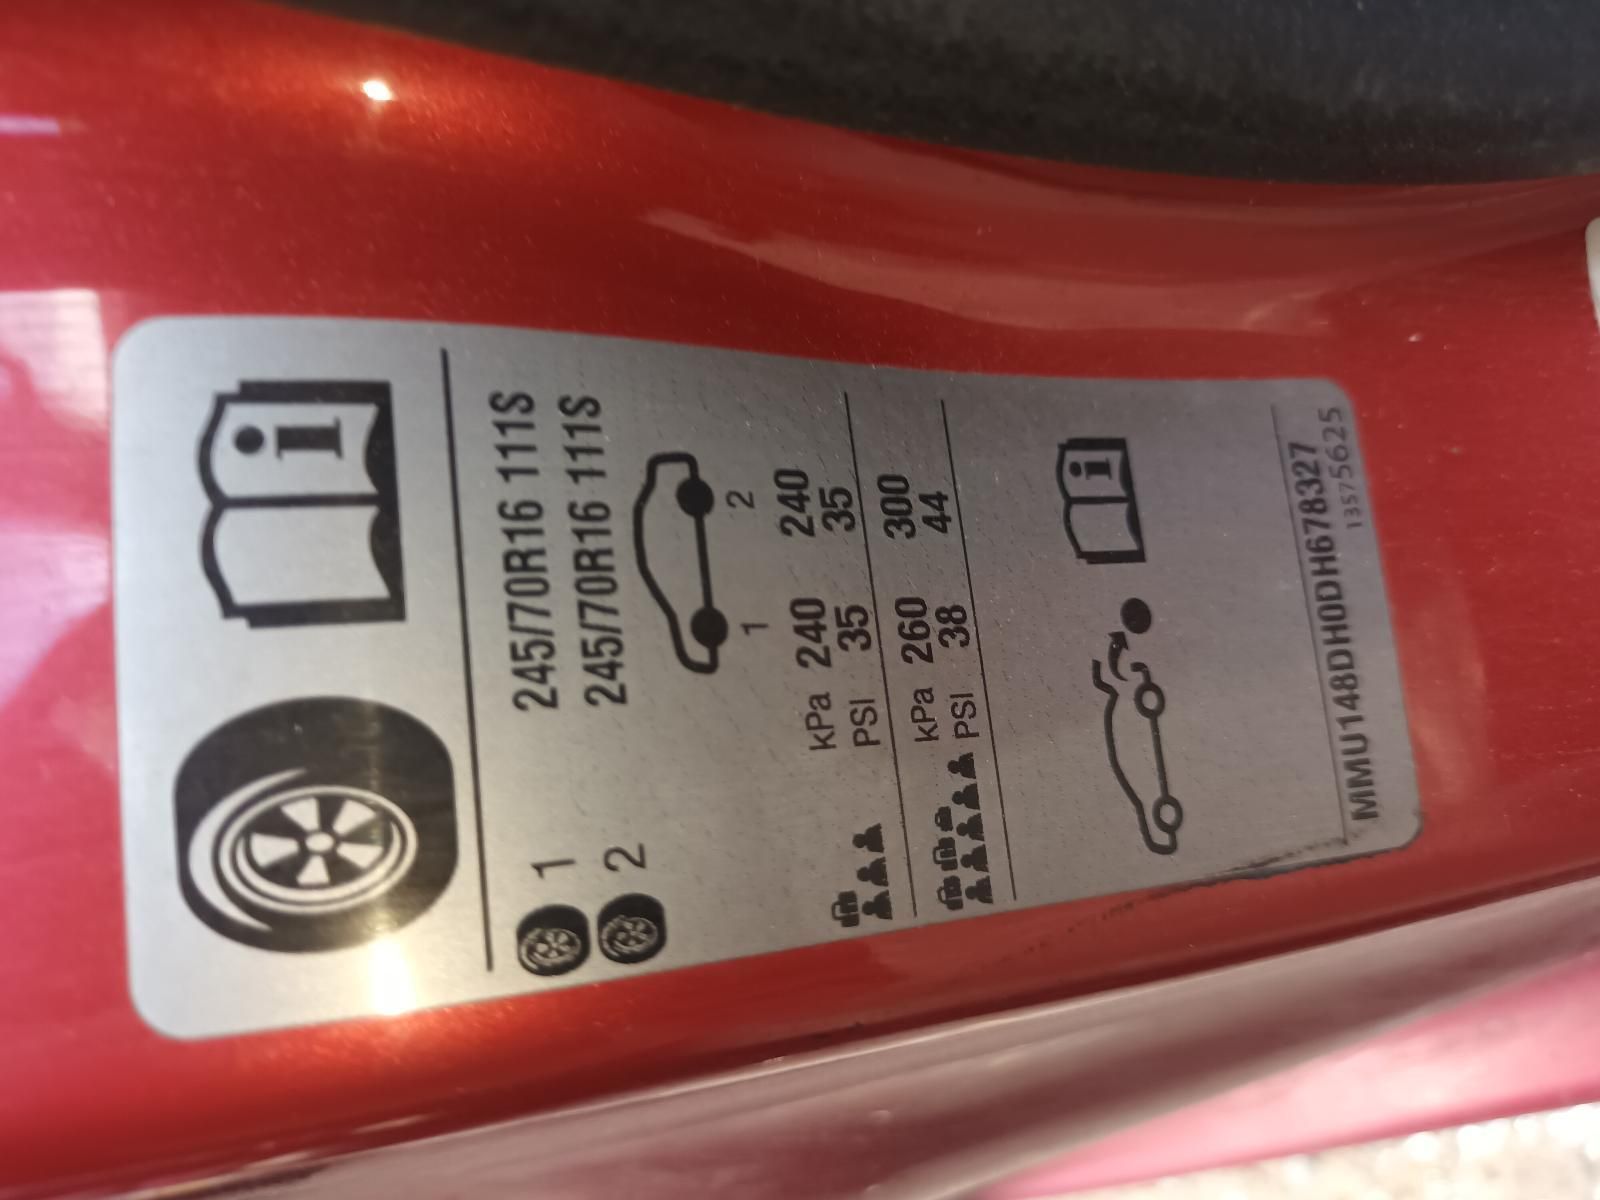 i
1 245/70R16 111S
2 245/70R16 111S
1 2
kPa 240 240
PSI 35 35
kPa 260 300
PSI 38 44
i
MMU148DH0DH678327
13575625